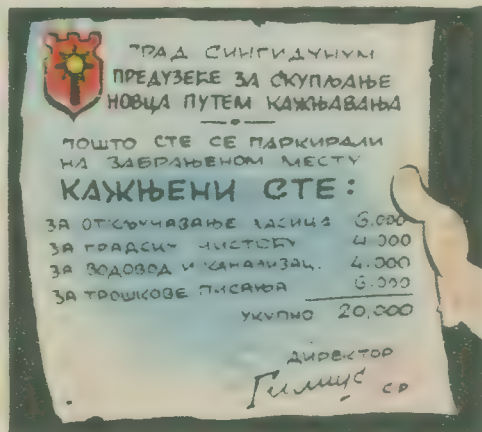 ГРАД СИНГИДУНУМ
ПРЕДУЗЕЋЕ ЗА СКУПЉАЊЕ
НОВЦА ПУТЕМ КАЖЊАВАЊА
ПОШТО СТЕ СЕ ПАРКИРАЛИ
НА ЗАБРАЊЕНОМ МЕСТУ
КАЖЊЕНИ СТЕ:
ЗА ОТКЉУЧАВАЊЕ 6.000
ЗА ГРАДСКУ ЧИСТОЋУ 4.000
ЗА ВОДОВОД И КАНАЛИЗАЦ. 4.000
ЗА ТРОШКОВЕ ПИСАЊА 6.000
УКУПНО 20,000
ДИРЕКТОР
СР